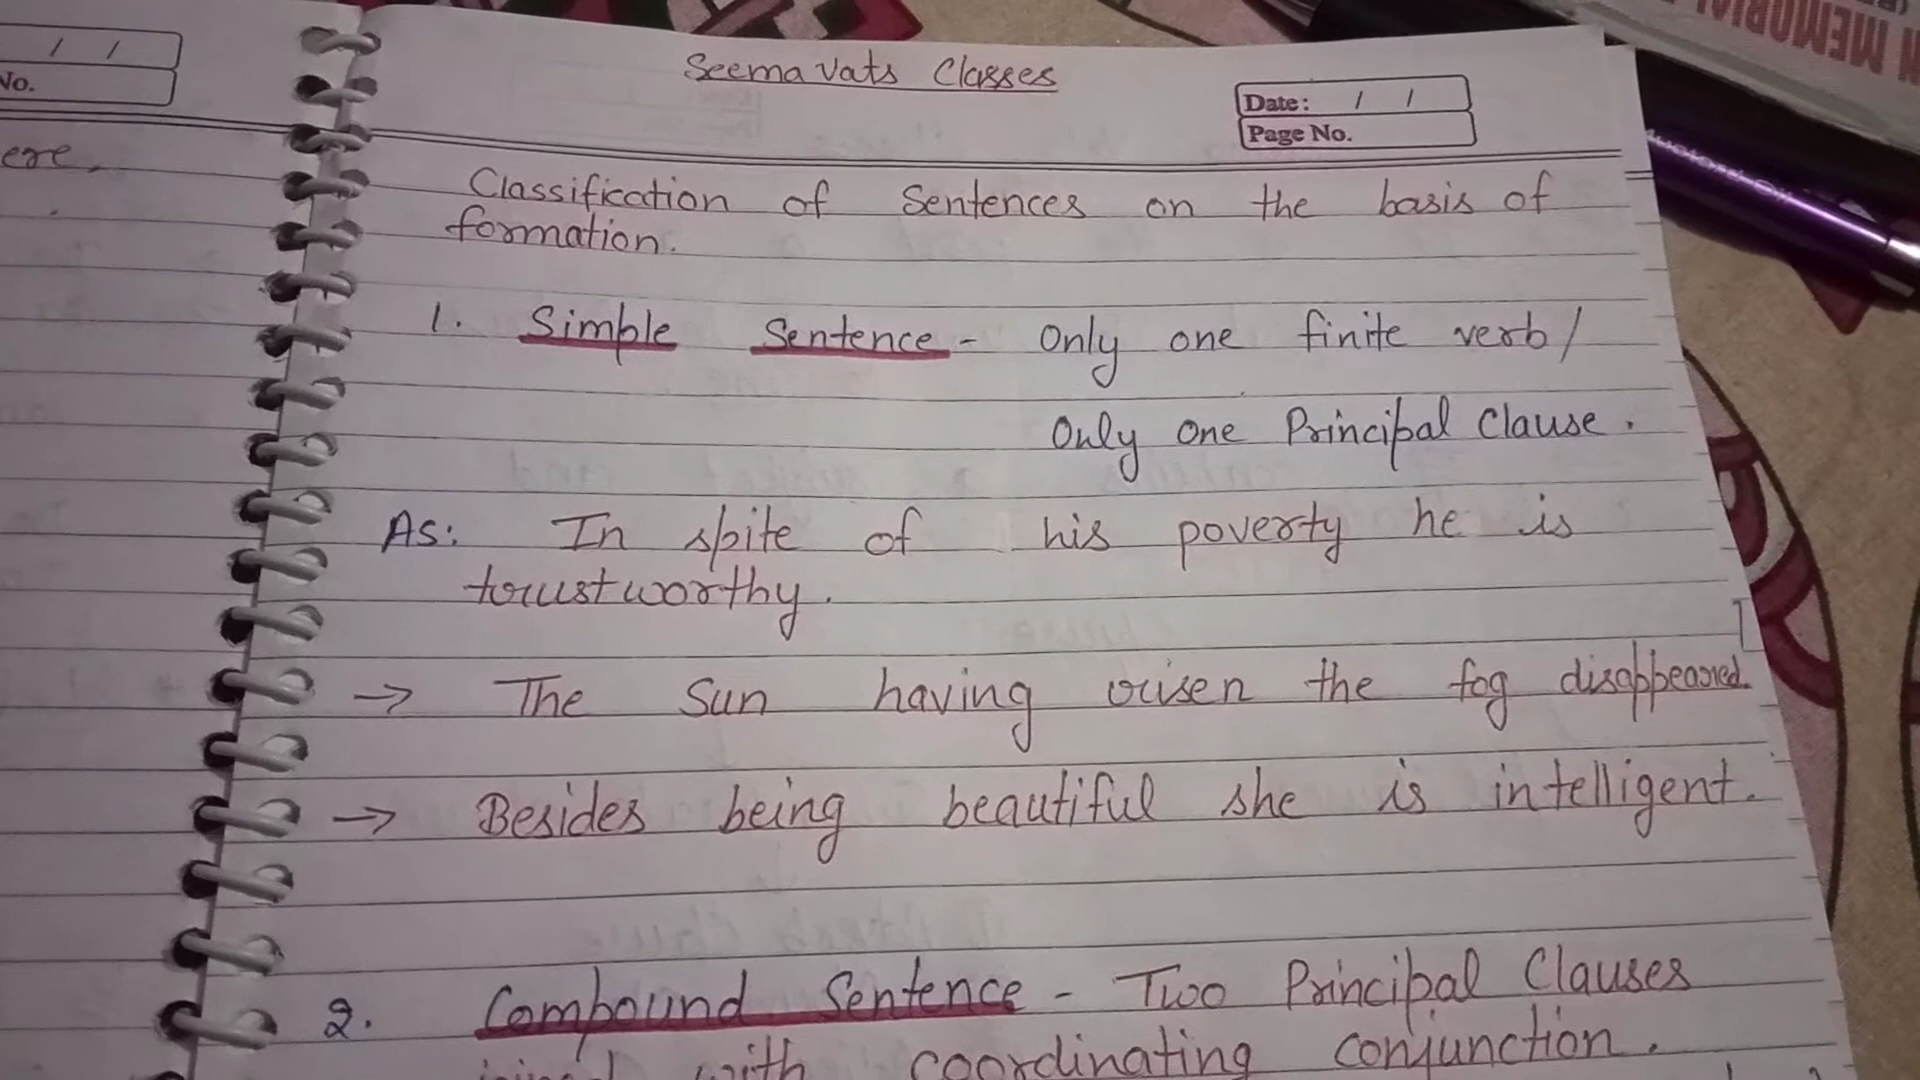 / /
No.
ere,
Seema Vats Classes
Date: / /
Page No.
Classification of Sentences on the basis of
formation.
1. Simple Sentence - Only one finite verb/
Only one Principal Clause.
As: In spite of his poverty he is
trustworthy.
→ The Sun having risen the fog disappeared.
→ Besides being beautiful she is intelligent.
2. Compound Sentence - Two Principal Clauses
joined with coordinating conjunction.
N MEMORIAL